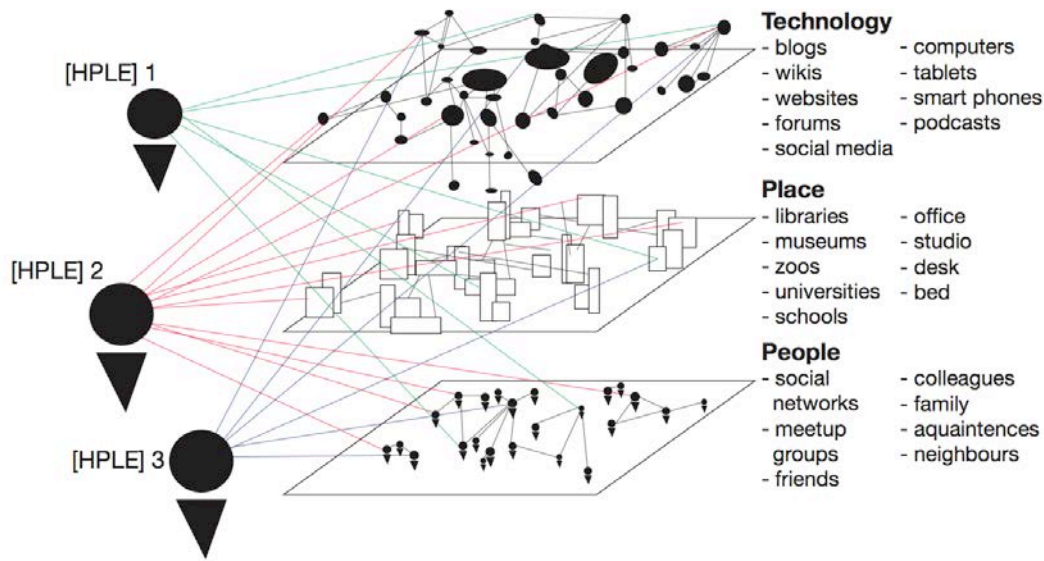 [HPLE] 1
[HPLE] 2
[HPLE] 3
Technology
- blogs
- wikis
- websites
- forums
- social media
- computers
- tablets
- smart phones
- podcasts
Place
- libraries
- museums
- zoos
- universities
- schools
- office
- studio
- desk
- bed
People
- social
networks
- meetup
groups
- friends
- colleagues
- family
- aquaintences
- neighbours